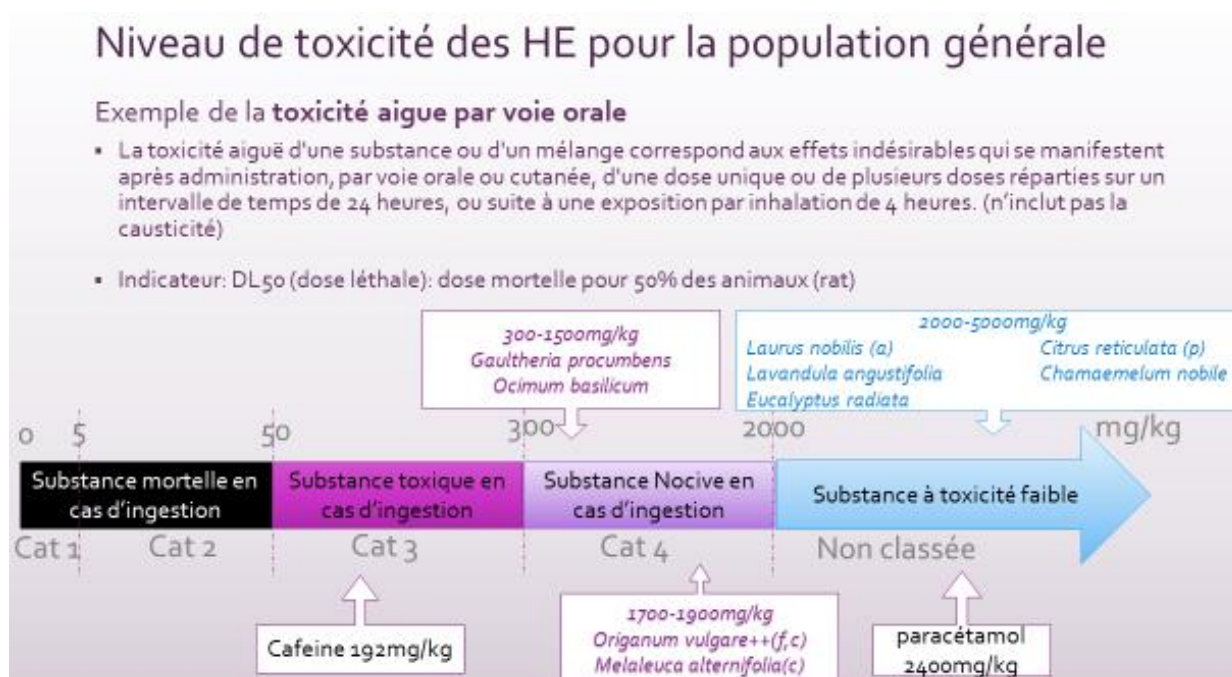 Niveau de toxicité des HE pour la population générale
Exemple de la toxicité aigue par voie orale
▪ La toxicité aiguë d'une substance ou d'un mélange correspond aux effets indésirables qui se manifestent
après administration, par voie orale ou cutanée, d'une dose unique ou de plusieurs doses réparties sur un
intervalle de temps de 24 heures, ou suite à une exposition par inhalation de 4 heures. (n'inclut pas la
causticité)
▪ Indicateur: DL50 (dose léthale): dose mortelle pour 50% des animaux (rat)
300-1500mg/kg
Gaultheria procumbens
Ocimum basilicum
2000-5000mg/kg
Laurus nobilis (a)
Lavandula angustifolia
Eucalyptus radiata
Citrus reticulata (p)
Chamaemelum nobile
0 5 50 300 2000 mg/kg
Substance mortelle en
cas d'ingestion
Substance toxique en
cas d'ingestion
Substance Nocive en
cas d'ingestion
Substance à toxicité faible
Cat 1 Cat 2 Cat 3 Cat 4 Non classée
Cafeine 192mg/kg
1700-1900mg/kg
Origanum vulgare++(f,c)
Melaleuca alternifolia(c)
paracétamol
2400mg/kg